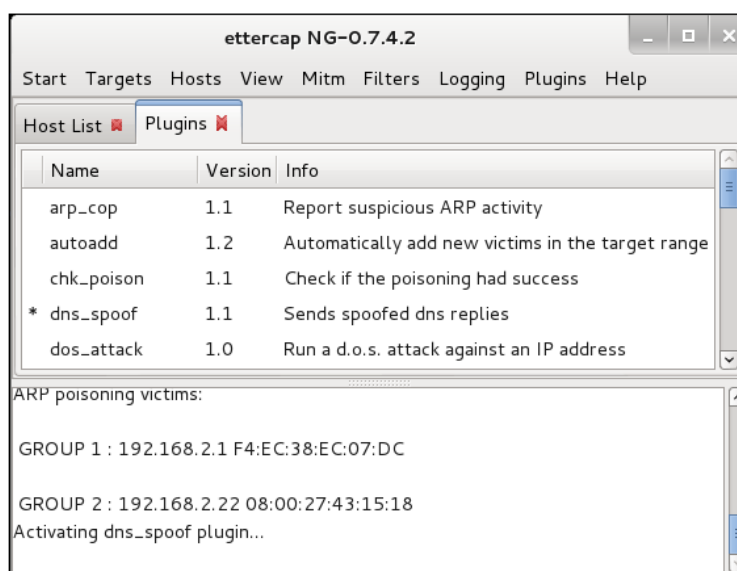 ettercap NG-0.7.4.2
Start Targets Hosts View Mitm Filters Logging Plugins Help
Host List Plugins
Name Version Info
arp_cop 1.1 Report suspicious ARP activity
autoadd 1.2 Automatically add new victims in the target range
chk_poison 1.1 Check if the poisoning had success
* dns_spoof 1.1 Sends spoofed dns replies
dos_attack 1.0 Run a d.o.s. attack against an IP address
ARP poisoning victims:
GROUP 1 : 192.168.2.1 F4:EC:38:EC:07:DC
GROUP 2 : 192.168.2.22 08:00:27:43:15:18
Activating dns_spoof plugin...